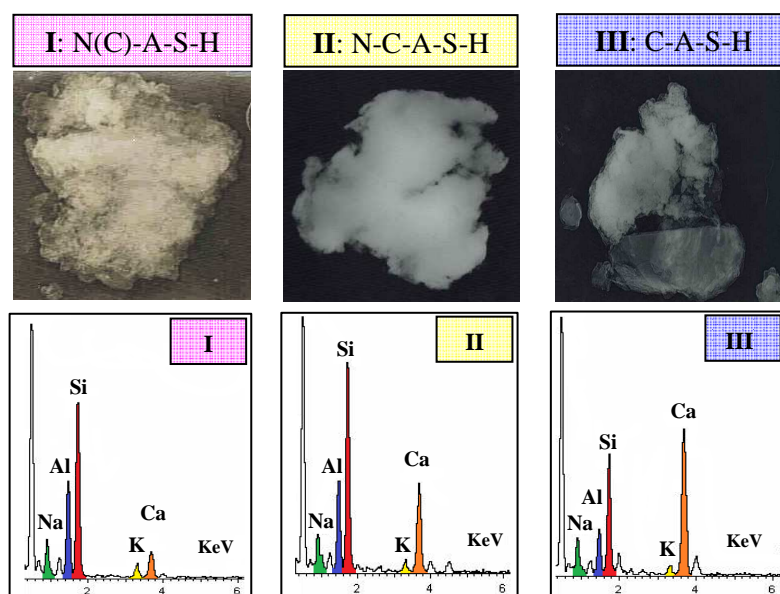 I: N(C)-A-S-H
II: N-C-A-S-H
III: C-A-S-H
I
Si
Al
Na
K
Ca
KeV
2
4
6
II
Si
Al
Na
K
Ca
KeV
2
4
6
III
Ca
Si
Al
Na
K
KeV
2
4
6